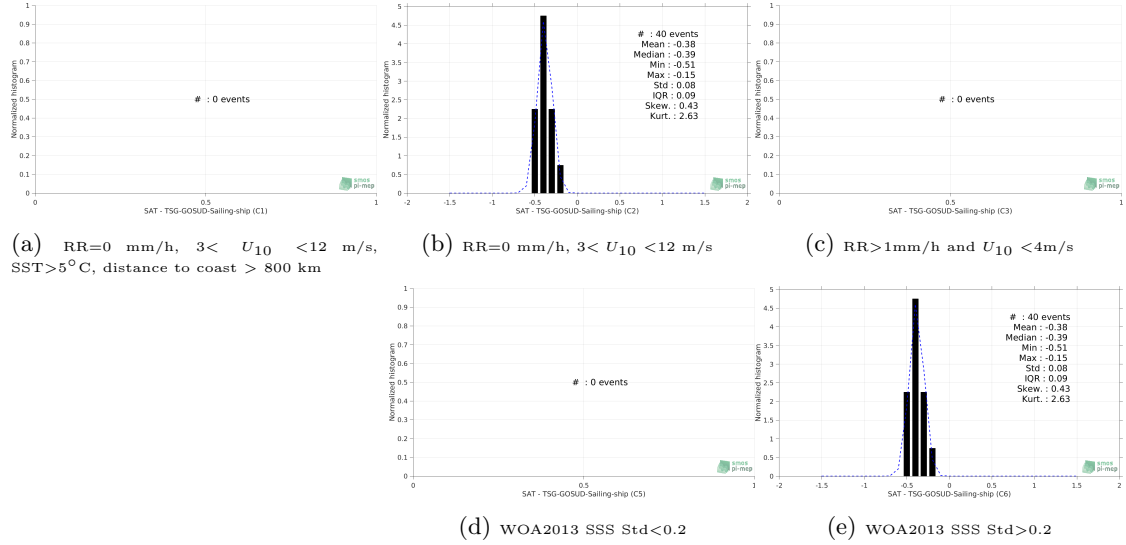 1
0.9
0.8
0.7
0.6
0.5
0.4
0.3
0.2
0.1
0
Normalized histogram
# : 0 events
smos
pi-mep
0 0.5 1
SAT - TSG-GOSUD-Sailing-ship (C1)
(a) RR=0 mm/h, 3< U10 <12 m/s,
SST>5°C, distance to coast > 800 km
5
4.5
4
3.5
3
2.5
2
1.5
1
0.5
0
Normalized histogram
# : 40 events
Mean : -0.38
Median : -0.39
Min : -0.51
Max : -0.15
Std : 0.08
IQR : 0.09
Skew. : 0.43
Kurt. : 2.63
smos
pi-mep
-2 -1.5 -1 -0.5 0 0.5 1 1.5 2
SAT - TSG-GOSUD-Sailing-ship (C2)
(b) RR=0 mm/h, 3< U10 <12 m/s
1
0.9
0.8
0.7
0.6
0.5
0.4
0.3
0.2
0.1
0
Normalized histogram
# : 0 events
smos
pi-mep
0 0.5 1
SAT - TSG-GOSUD-Sailing-ship (C3)
(c) RR>1mm/h and U10 <4m/s
1
0.9
0.8
0.7
0.6
0.5
0.4
0.3
0.2
0.1
0
Normalized histogram
# : 0 events
smos
pi-mep
0 0.5 1
SAT - TSG-GOSUD-Sailing-ship (C5)
(d) WOA2013 SSS Std<0.2
5
4.5
4
3.5
3
2.5
2
1.5
1
0.5
0
Normalized histogram
# : 40 events
Mean : -0.38
Median : -0.39
Min : -0.51
Max : -0.15
Std : 0.08
IQR : 0.09
Skew. : 0.43
Kurt. : 2.63
smos
pi-mep
-2 -1.5 -1 -0.5 0 0.5 1 1.5 2
SAT - TSG-GOSUD-Sailing-ship (C6)
(e) WOA2013 SSS Std>0.2